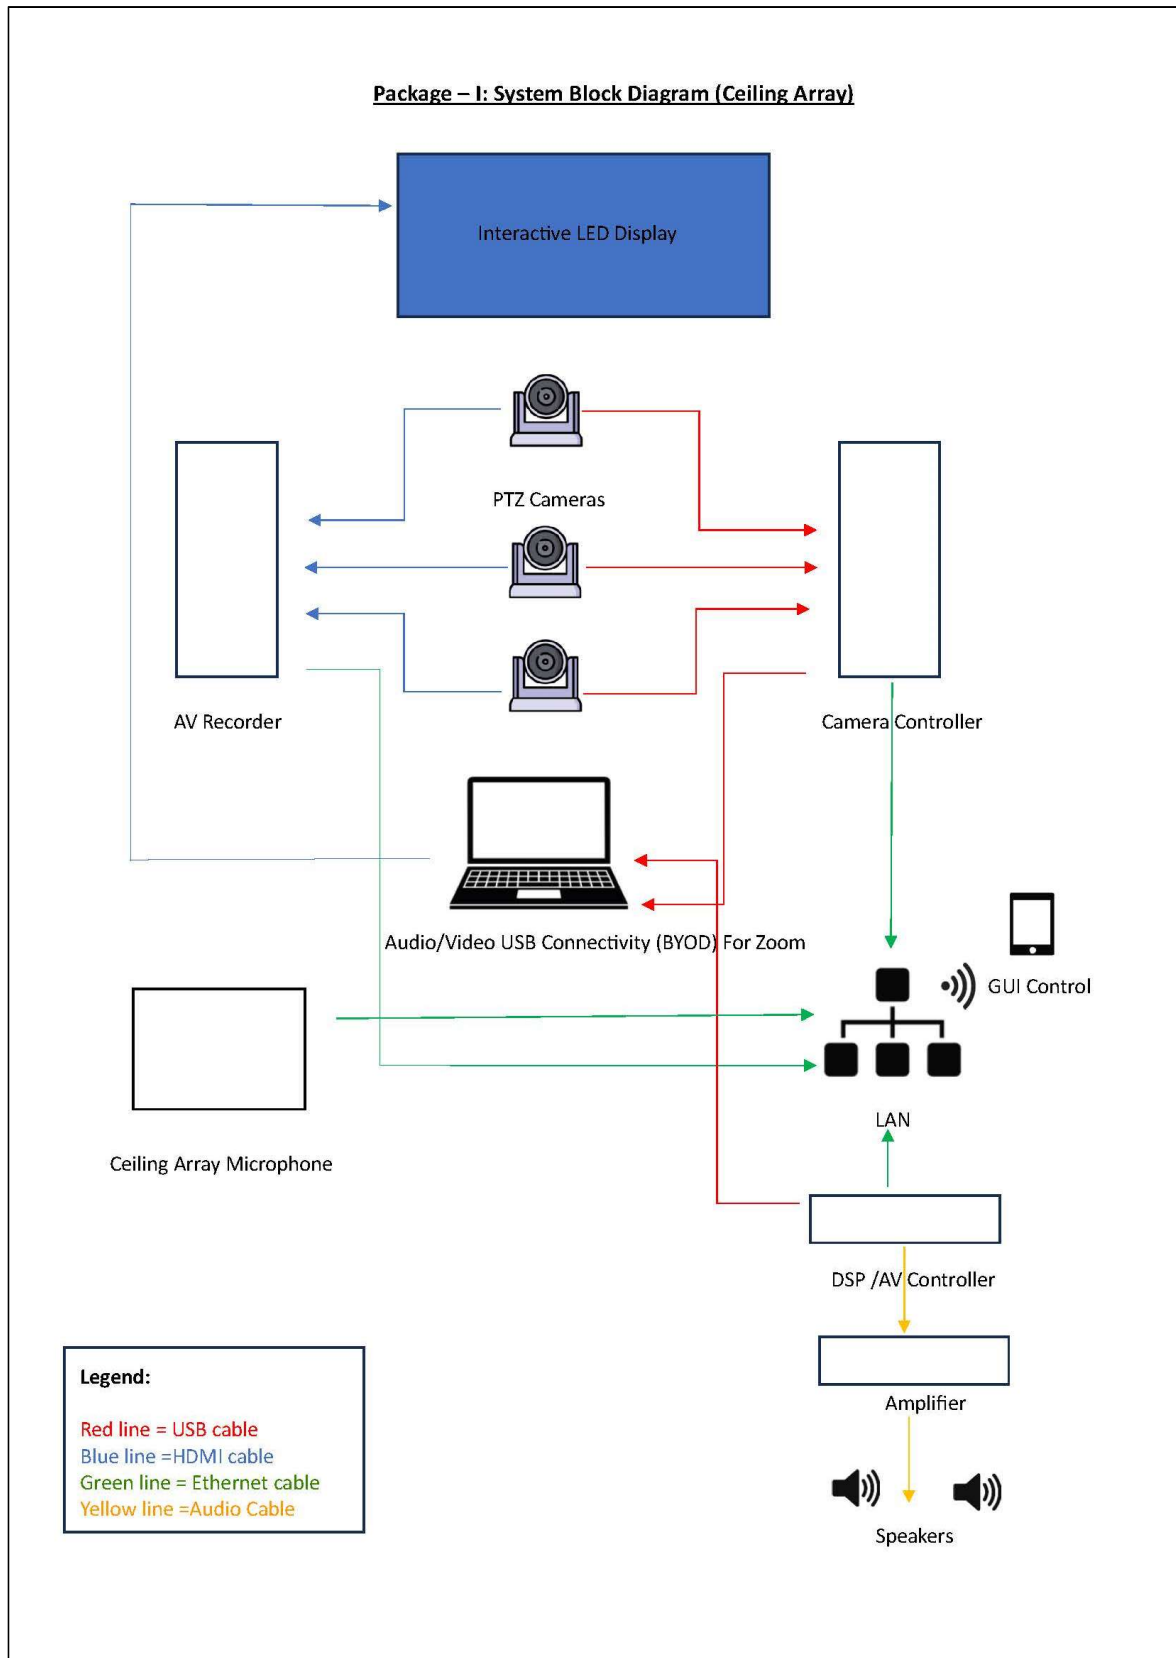 Package – I: System Block Diagram (Ceiling Array)
Interactive LED Display
PTZ Cameras
AV Recorder
Camera Controller
Audio/Video USB Connectivity (BYOD) For Zoom
GUI Control
LAN
Ceiling Array Microphone
DSP /AV Controller
Amplifier
Speakers
Legend:
Red line = USB cable
Blue line =HDMI cable
Green line = Ethernet cable
Yellow line =Audio Cable